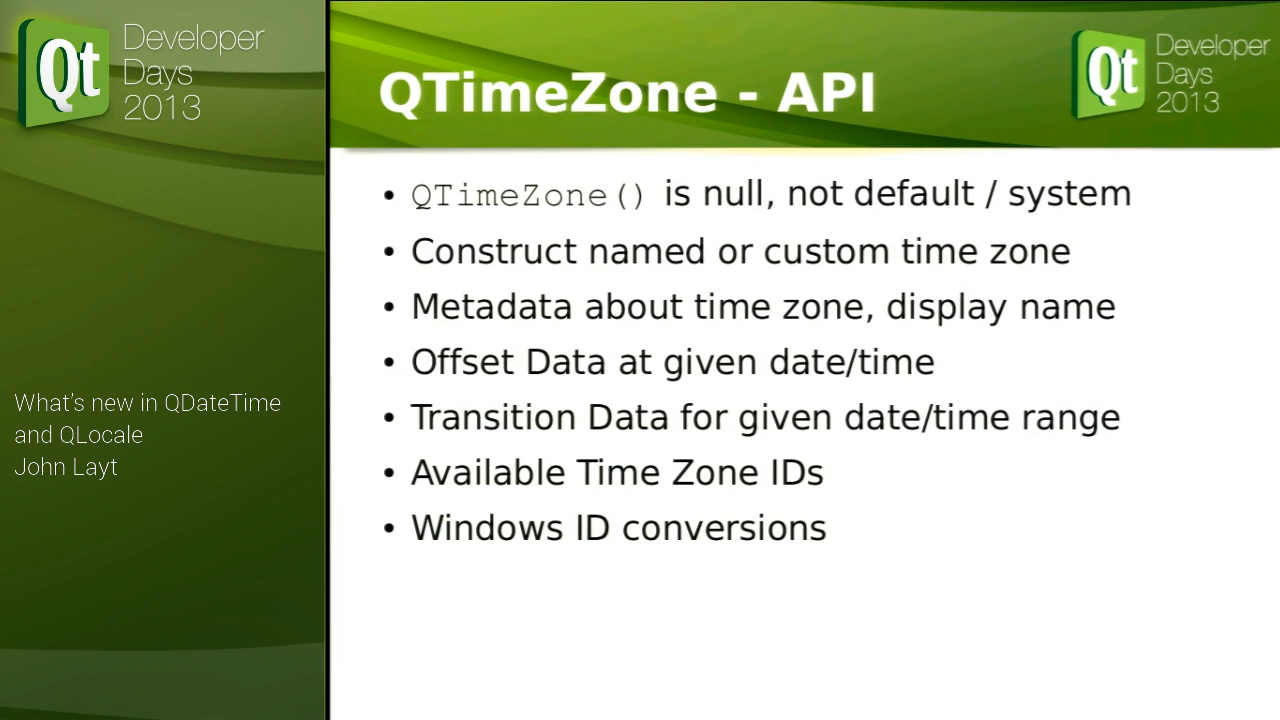 Qt Developer
Days
2013
What's new in QDateTime
and QLocale
John Layt
QTimeZone - API
Qt Developer
Days
2013
• QTimeZone() is null, not default / system
• Construct named or custom time zone
• Metadata about time zone, display name
• Offset Data at given date/time
• Transition Data for given date/time range
• Available Time Zone IDs
• Windows ID conversions